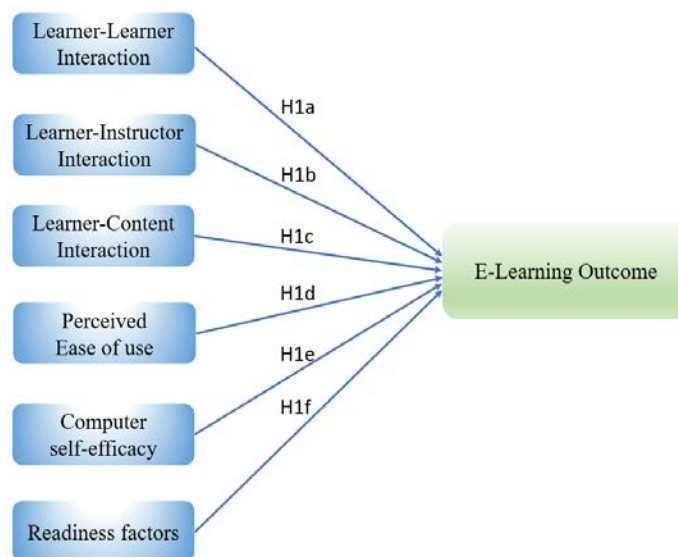 Learner-Learner
Interaction
H1a
Learner-Instructor
Interaction
H1b
Learner-Content
Interaction
H1c
E-Learning Outcome
Perceived
Ease of use
H1d
Computer
self-efficacy
H1e
H1f
Readiness factors